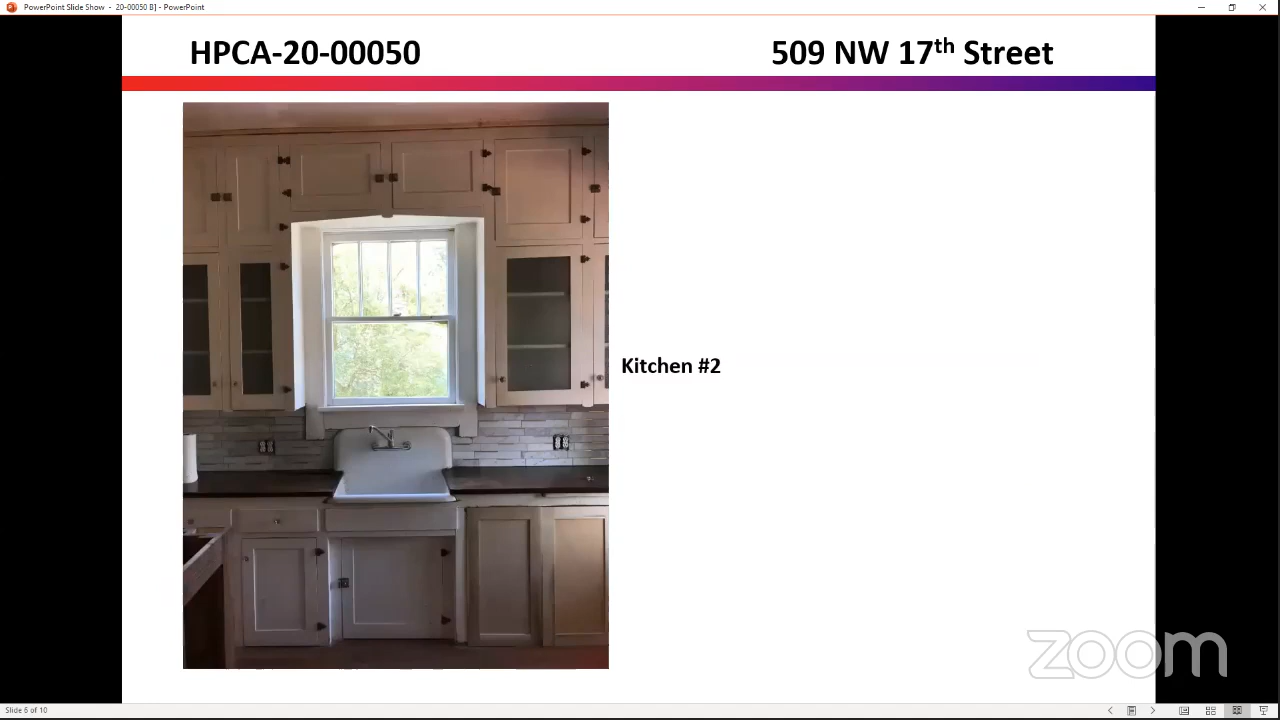 PowerPoint Slide Show - 20-00050 B] - PowerPoint
HPCA-20-00050
509 NW 17th Street
Kitchen #2
zoom
Slide 6 of 10